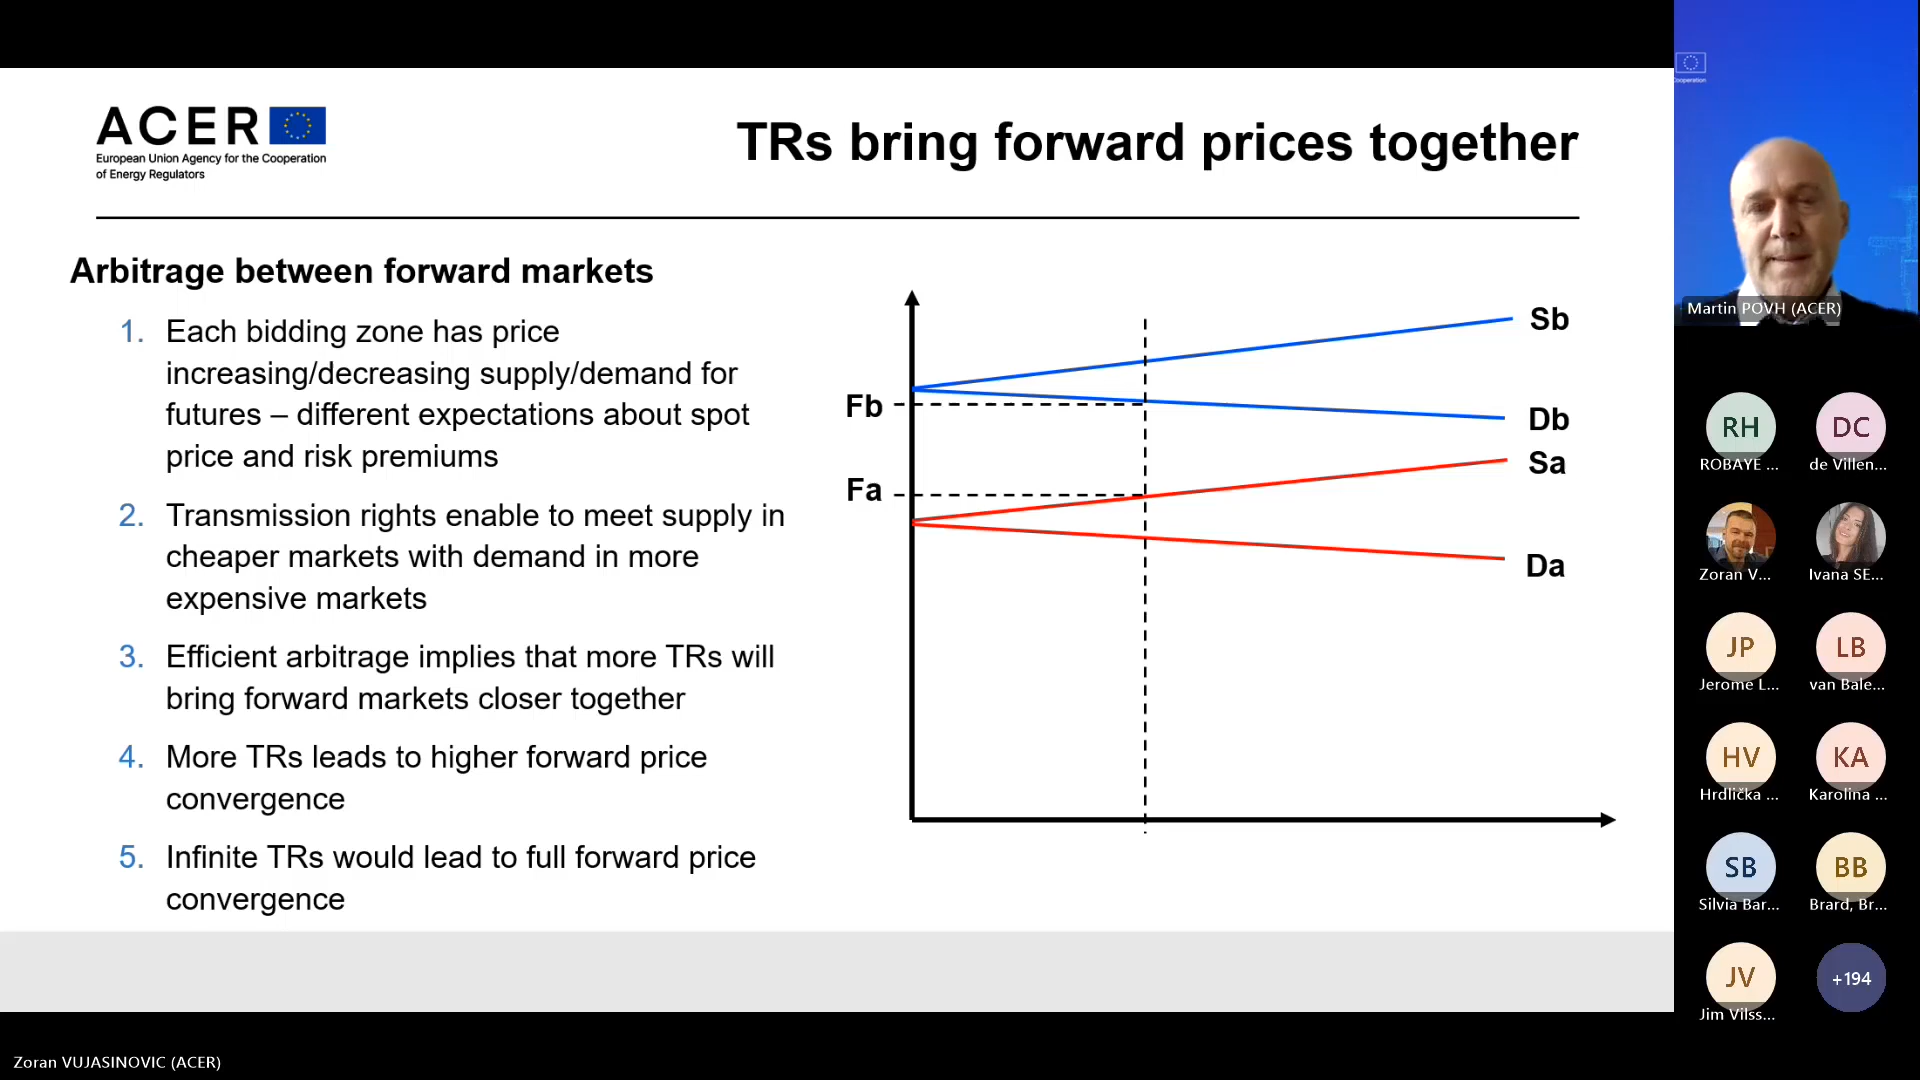 ACER
European Union Agency for the Cooperation
of Energy Regulators
TRs bring forward prices together
Arbitrage between forward markets
1. Each bidding zone has price
increasing/decreasing supply/demand for
futures – different expectations about spot
price and risk premiums
2. Transmission rights enable to meet supply in
cheaper markets with demand in more
expensive markets
3. Efficient arbitrage implies that more TRs will
bring forward markets closer together
4. More TRs leads to higher forward price
convergence
5. Infinite TRs would lead to full forward price
convergence
Sb
Fb
Db
Sa
Fa
Da
Martin POVH (ACER)
RH
ROBAYE ...
DC
de Villen...
Zoran V...
Ivana SE...
JP
Jerome L...
LB
van Bale...
HV
Hrdlička ...
KA
Karolina ...
SB
Silvia Bar...
BB
Brard, Br...
JV
Jim Vilss...
+194
Zoran VUJASINOVIC (ACER)